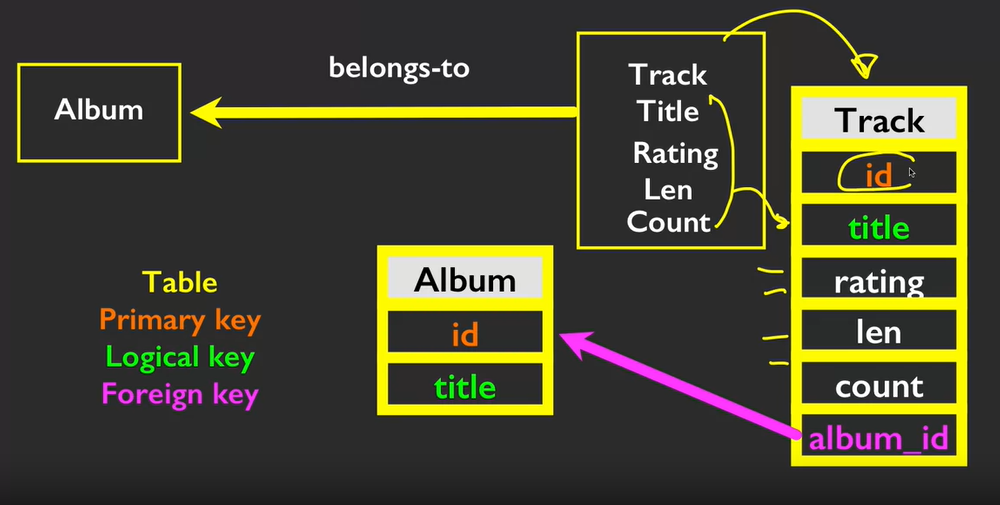 belongs-to
Album
Track
Title
Rating
Len
Count
Track
id
title
rating
len
count
album_id
Album
id
title
Table
Primary key
Logical key
Foreign key